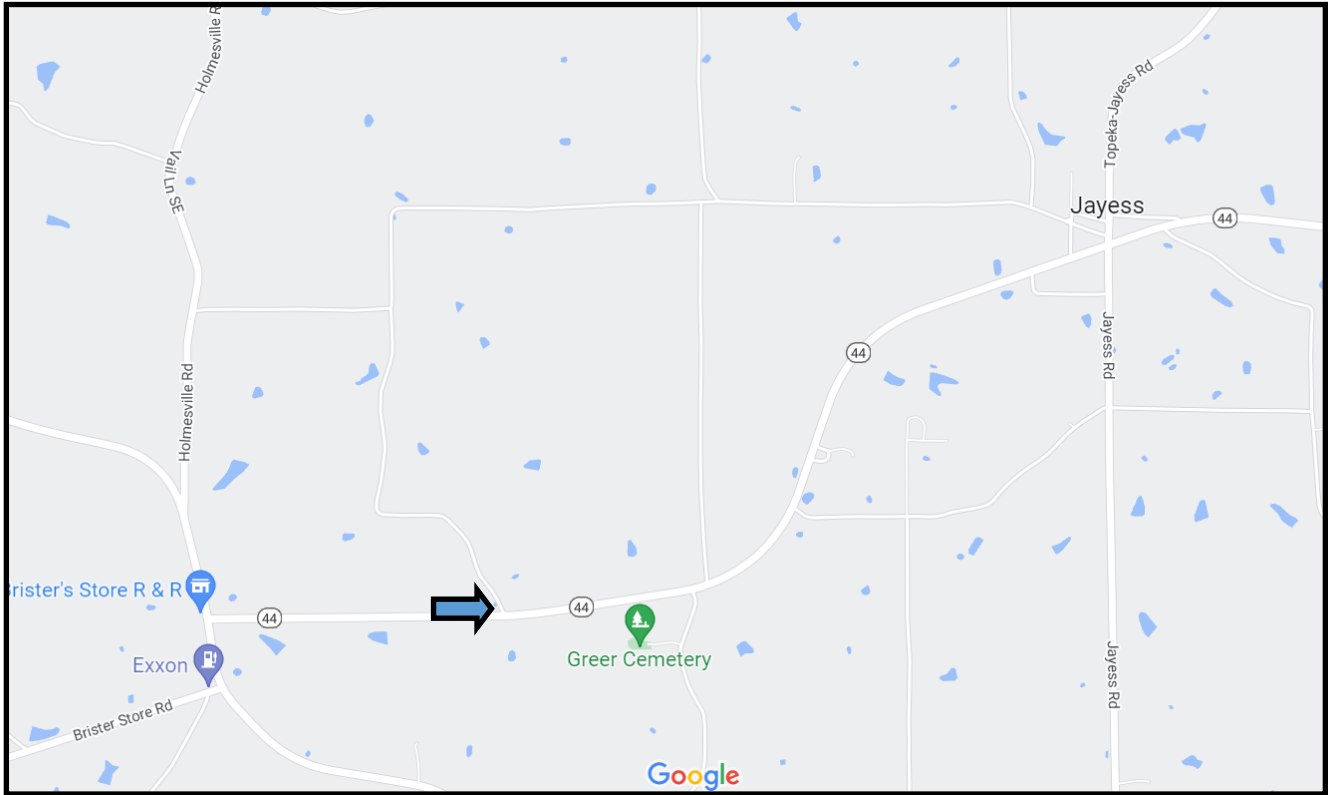 Holmesville R
Topeka-Jayess Rd
Vail Ln SE
Jayess
44
44
Jayess Rd
Holmesville Rd
Brister's Store R & R
44
44
Exxon
Greer Cemetery
Jayess Rd
Brister Store Rd
Google